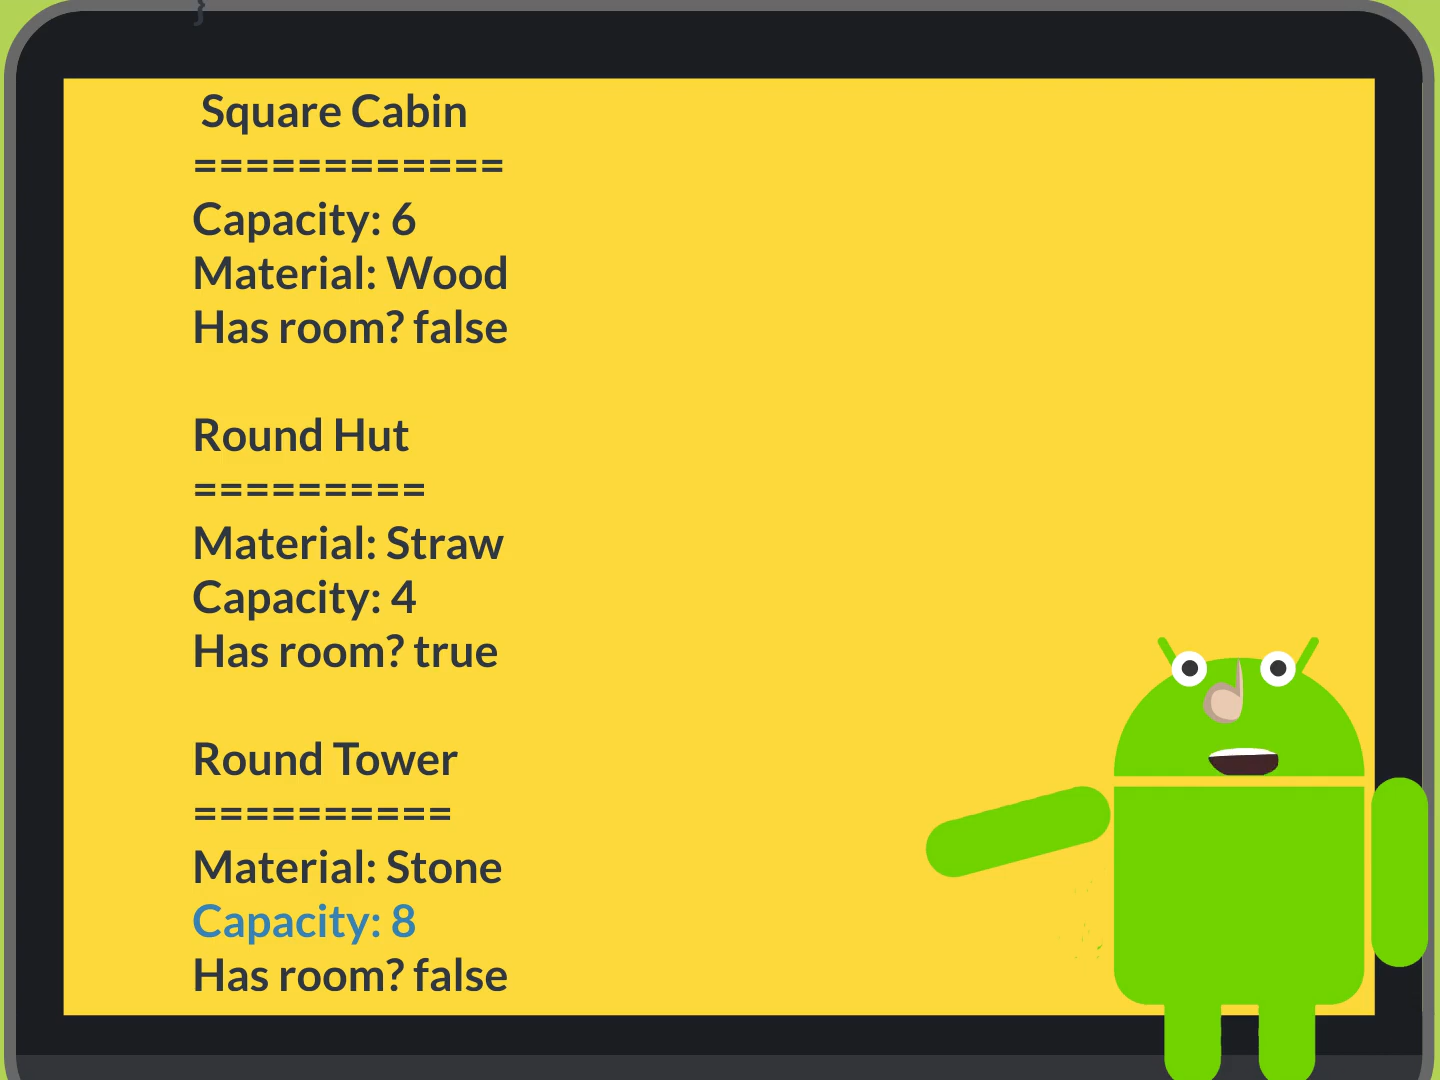 }
Square Cabin
============
Capacity: 6
Material: Wood
Has room? false
Round Hut
=========
Material: Straw
Capacity: 4
Has room? true
Round Tower
==========
Material: Stone
Capacity: 8
Has room? false